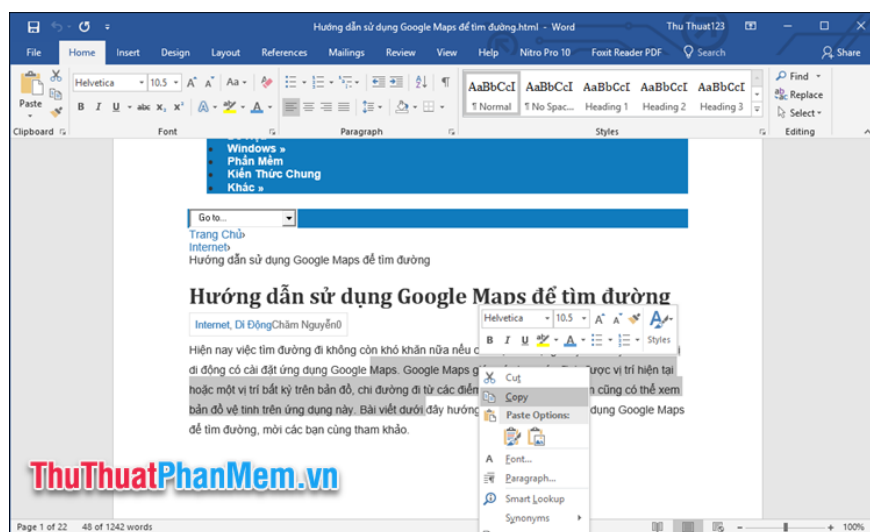 Hướng dẫn sử dụng Google Maps để tìm đường.html - Word
Thu Thuat123
File Home Insert Design Layout References Mailings Review View Help Nitro Pro 10 Foxit Reader PDF Search Share
Paste
Helvetica 10.5
AaBbCcI AaBbCcI AaBbCcI AaBbCcI AaBbCcI
¶ Normal ¶ No Spac... Heading 1 Heading 2 Heading 3
Find
Replace
Select
Clipboard Font Paragraph Styles Editing
Windows »
Phần Mềm
Kiến Thức Chung
Khác »
Go to...
Trang Chủ›
Internet›
Hướng dẫn sử dụng Google Maps để tìm đường
Hướng dẫn sử dụng Google Maps để tìm đường
Internet, Di ĐộngChăm Nguyễn0
Hiện nay việc tìm đường đi không còn khó khăn nữa nếu
di động có cài đặt ứng dụng Google Maps. Google Maps được vị trí hiện tại
hoặc một vị trí bất kỳ trên bản đồ, chỉ đường đi từ các điểm cũng có thể xem
bản đồ vệ tinh trên ứng dụng này. Bài viết dưới đây hướng dụng Google Maps
để tìm đường, mời các bạn cùng tham khảo.
Helvetica 10.5
Styles
Cut
Copy
Paste Options:
Font...
Paragraph...
Smart Lookup
Synonyms
ThuThuatPhanMem.vn
Page 1 of 22 48 of 1242 words 100%